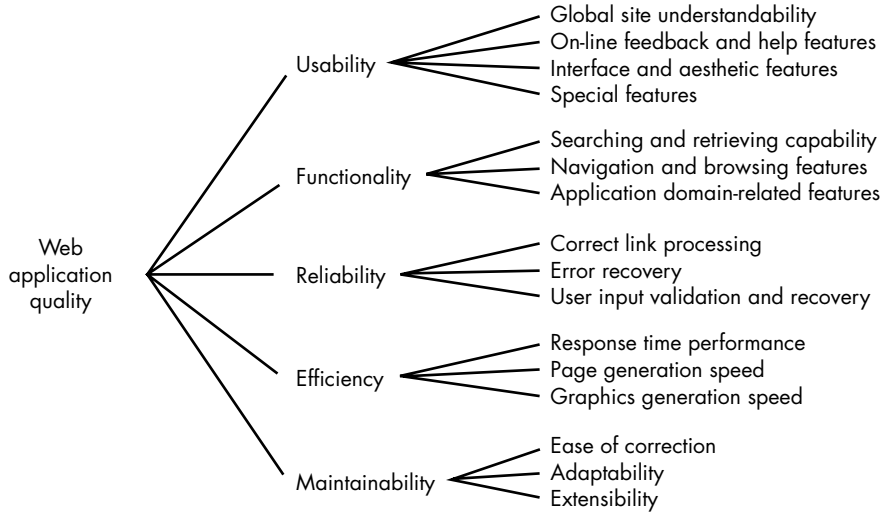 Web
application
quality
Usability
Global site understandability
On-line feedback and help features
Interface and aesthetic features
Special features
Functionality
Searching and retrieving capability
Navigation and browsing features
Application domain-related features
Reliability
Correct link processing
Error recovery
User input validation and recovery
Efficiency
Response time performance
Page generation speed
Graphics generation speed
Maintainability
Ease of correction
Adaptability
Extensibility